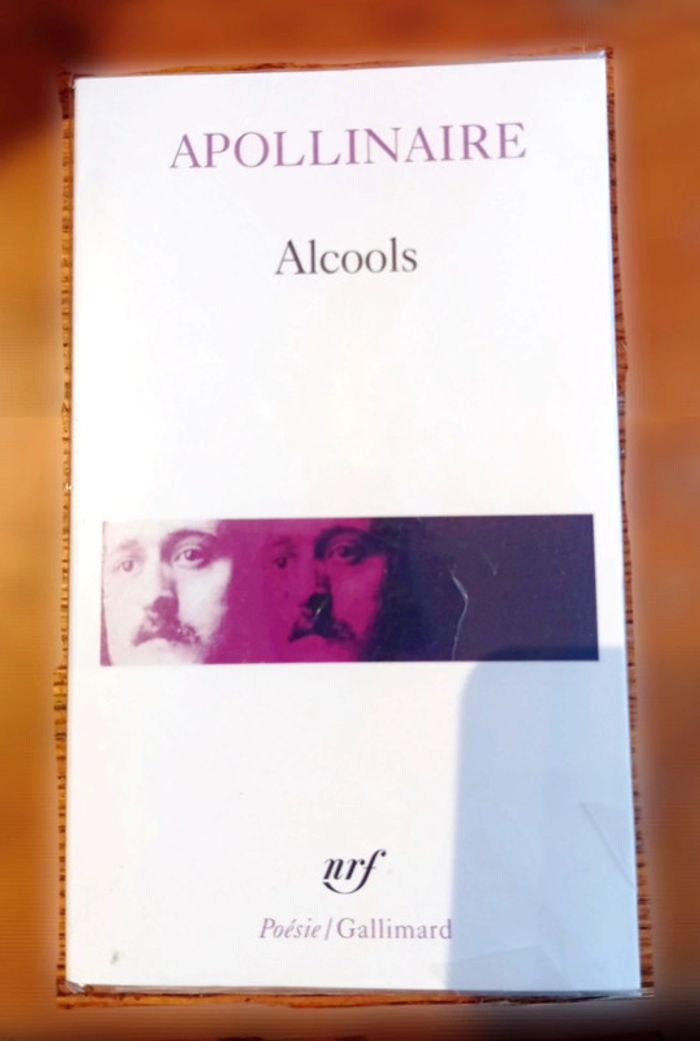 APOLLINAIRE
Alcools
nrf
Poésie / Gallimard